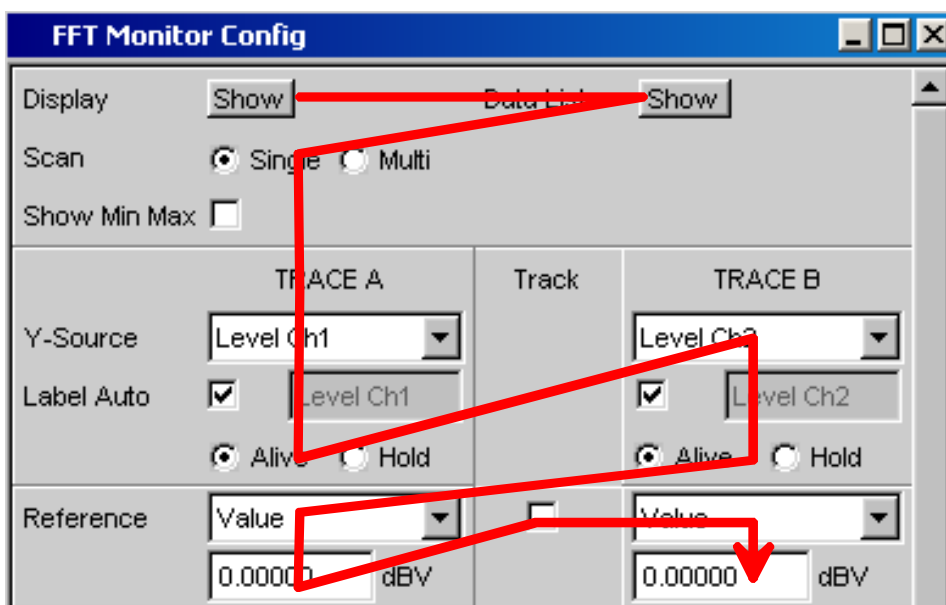 FFT Monitor Config
Display Show Data List Show
Scan Single Multi
Show Min Max
TRACE A Track TRACE B
Y-Source Level Ch1 Level Ch2
Label Auto Level Ch1 Level Ch2
Alive Hold Alive Hold
Reference Value Value
0.00000 dBV 0.00000 dBV